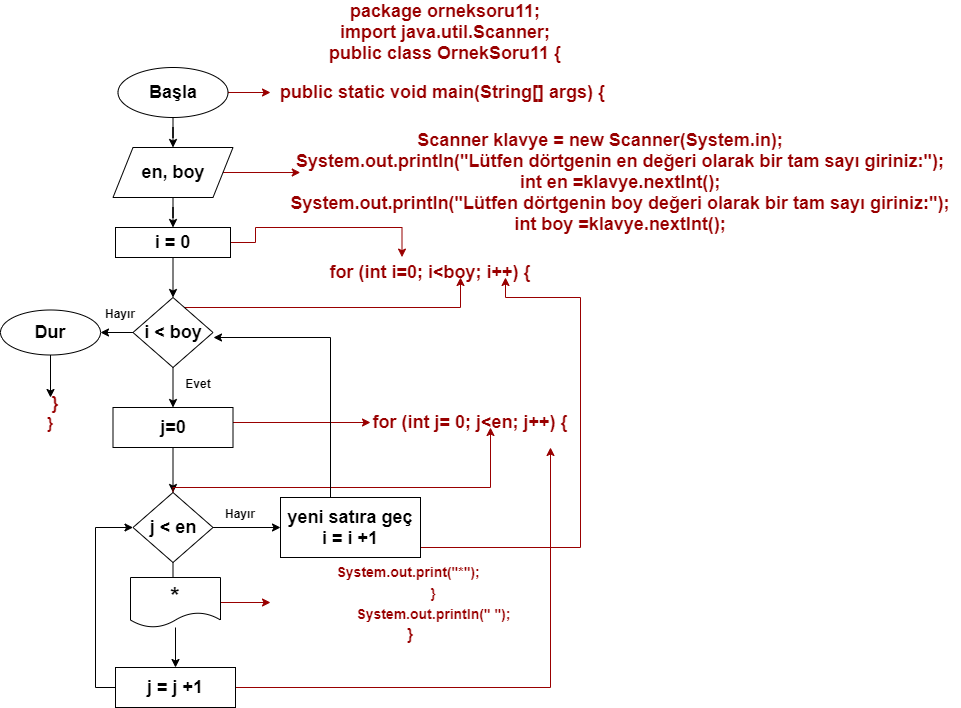 package orneksoru11;
import java.util.Scanner;
public class OrnekSoru11 {
Başla
public static void main(String[] args) {
Scanner klavye = new Scanner(System.in);
System.out.println("Lütfen dörtgenin en değeri olarak bir tam sayı giriniz:");
en, boy
int en =klavye.nextInt();
System.out.println("Lütfen dörtgenin boy değeri olarak bir tam sayı giriniz:");
int boy =klavye.nextInt();
i = 0
for (int i=0; i<boy; i++) {
Hayır
Dur
i < boy
Evet
}
}
j=0
for (int j= 0; j<en; j++) {
Hayır
j < en
yeni satıra geç
i = i +1
System.out.print("*");
*
}
System.out.println(" ");
}
j = j +1